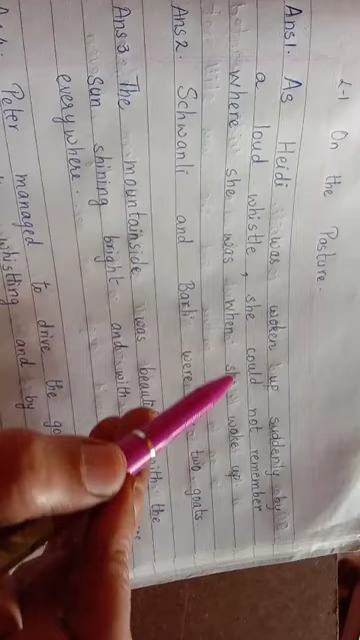 L-1 On the Pasture.
Ans1. As Heidi was woken up suddenly by
a loud whistle, she could not remember
where she was when she woke up
Ans2. Schwanli and Barli were two goats
Ans3. The mountainside was with the
sun shining bright and with
everywhere.
Peter managed to drive the
whistling and by